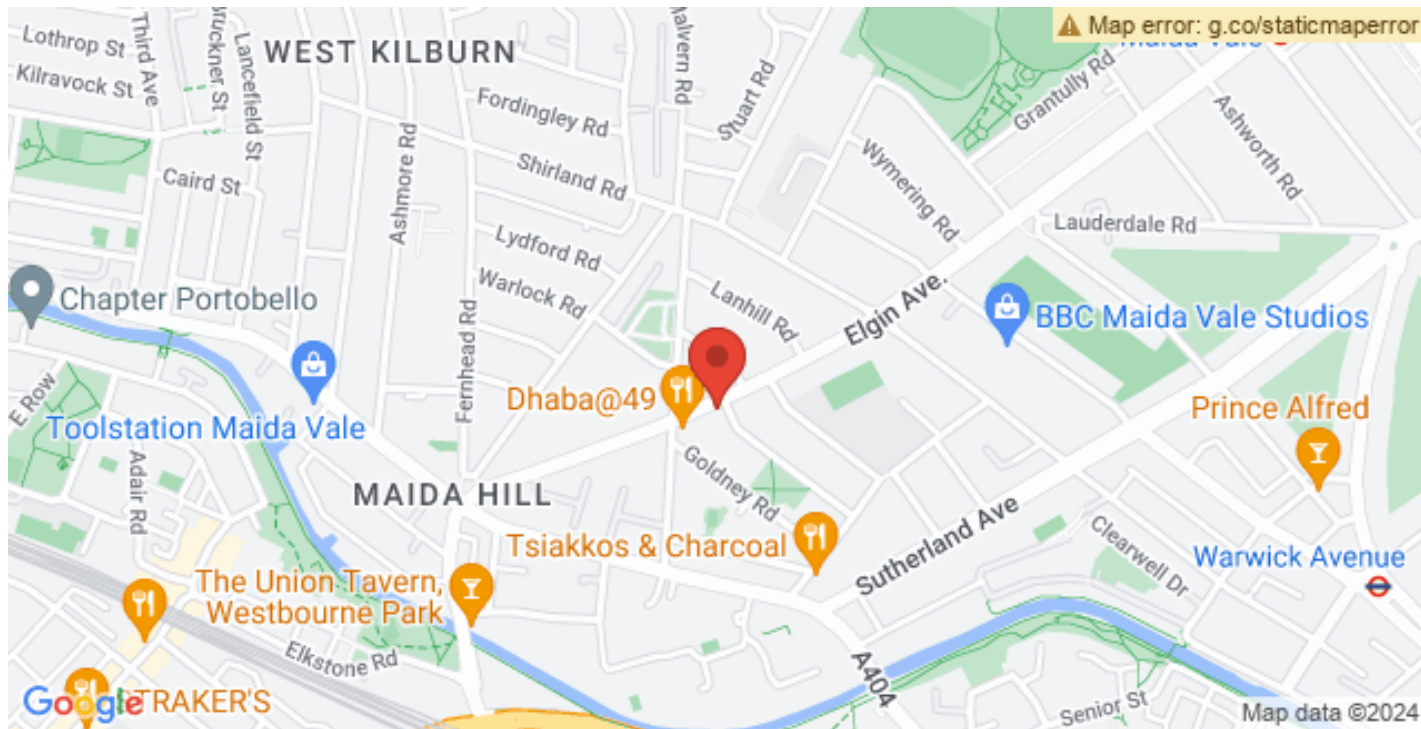 Map error: g.co/staticmaperror
Lothrop St
Third Ave
Bruckner St
Lancefield St
WEST KILBURN
Malvern Rd
Stuart Rd
Maida Vale
Grantully Rd
Kilravock St
Fordingley Rd
Ashworth Rd
Caird St
Ashmore Rd
Shirland Rd
Wymering Rd
Lauderdale Rd
Lydford Rd
Warlock Rd
Lanhill Rd
Elgin Ave.
Chapter Portobello
Fernhead Rd
BBC Maida Vale Studios
E Row
Toolstation Maida Vale
Dhaba@49
Prince Alfred
Adair Rd
MAIDA HILL
Goldney Rd
Tsiakkos & Charcoal
Sutherland Ave
Clearwell Dr
Warwick Avenue
The Union Tavern,
Westbourne Park
Elkstone Rd
A404
Senior St
Google
TRAKER'S
Map data ©2024